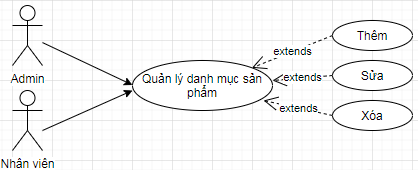 Admin
Nhân viên
Quản lý danh mục sản
phẩm
extends
extends
extends
Thêm
Sửa
Xóa